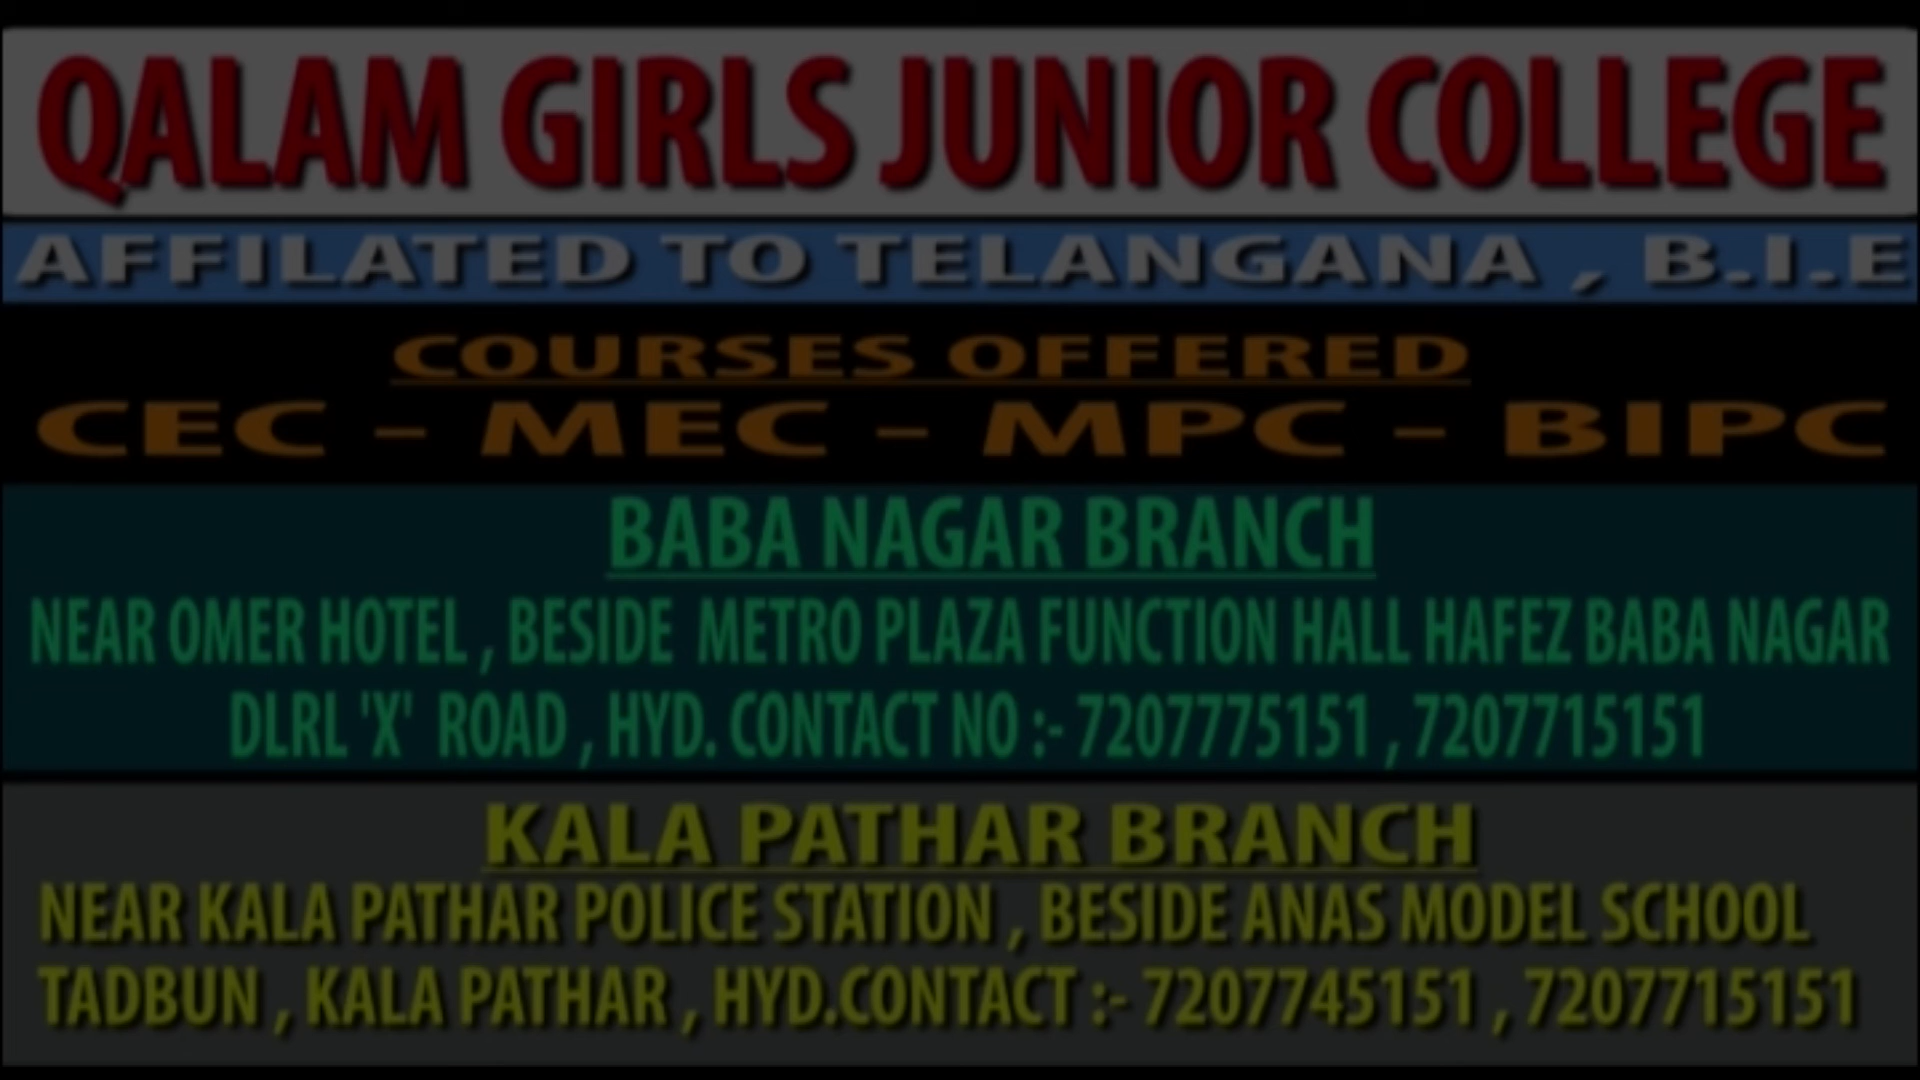 QALAM GIRLS JUNIOR COLLEGE
AFFILATED TO TELANGANA , B.I.E
COURSES OFFERED
CEC - MEC - MPC - BIPC
BABA NAGAR BRANCH
NEAR OMER HOTEL , BESIDE METRO PLAZA FUNCTION HALL HAFEZ BABA NAGAR
DLRL 'X' ROAD , HYD. CONTACT NO :- 7207775151 , 7207715151
KALA PATHAR BRANCH
NEAR KALA PATHAR POLICE STATION , BESIDE ANAS MODEL SCHOOL
TADBUN , KALA PATHAR , HYD.CONTACT :- 7207745151 , 7207715151